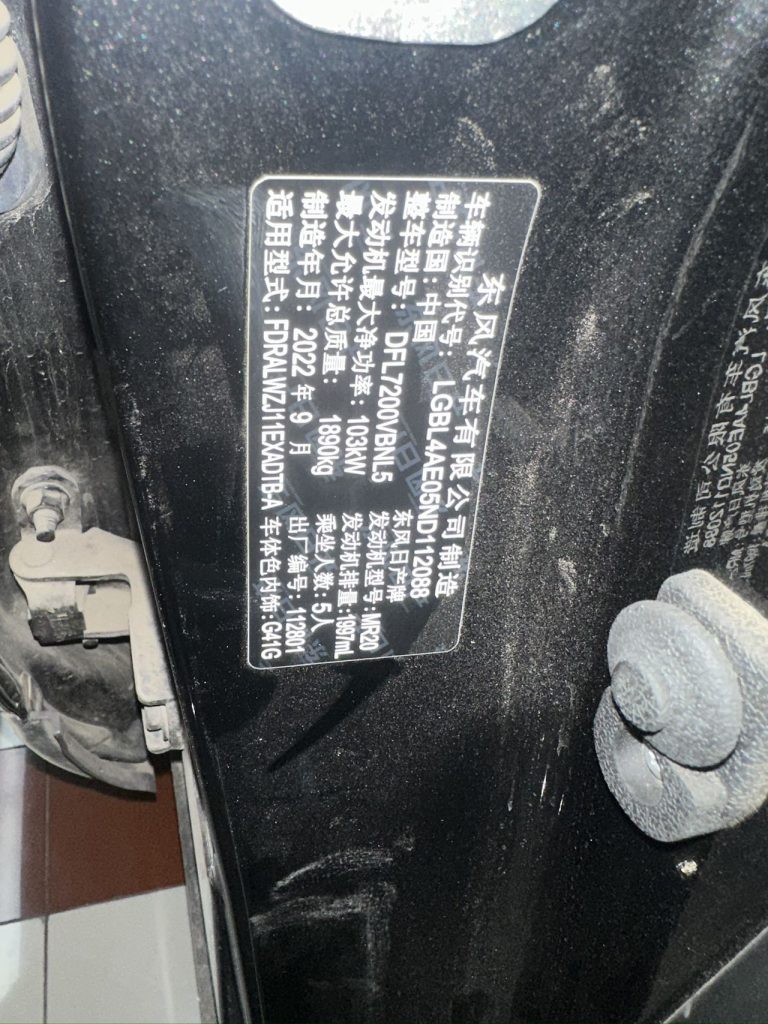 东风汽车有限公司制造
车辆识别代号：LGBL4AE05ND112088
制造国：中国 东风日产牌
整车型号：DFL7200VBNL5 发动机型号：MR20
发动机最大净功率：103kW 发动机排量：1997mL
最大允许总质量：1890kg 乘坐人数：5人
制造年月：2022年9月 出厂编号：112801
适用型式：FDRALWZJ11EXADTB-A 车体色内饰：G41G